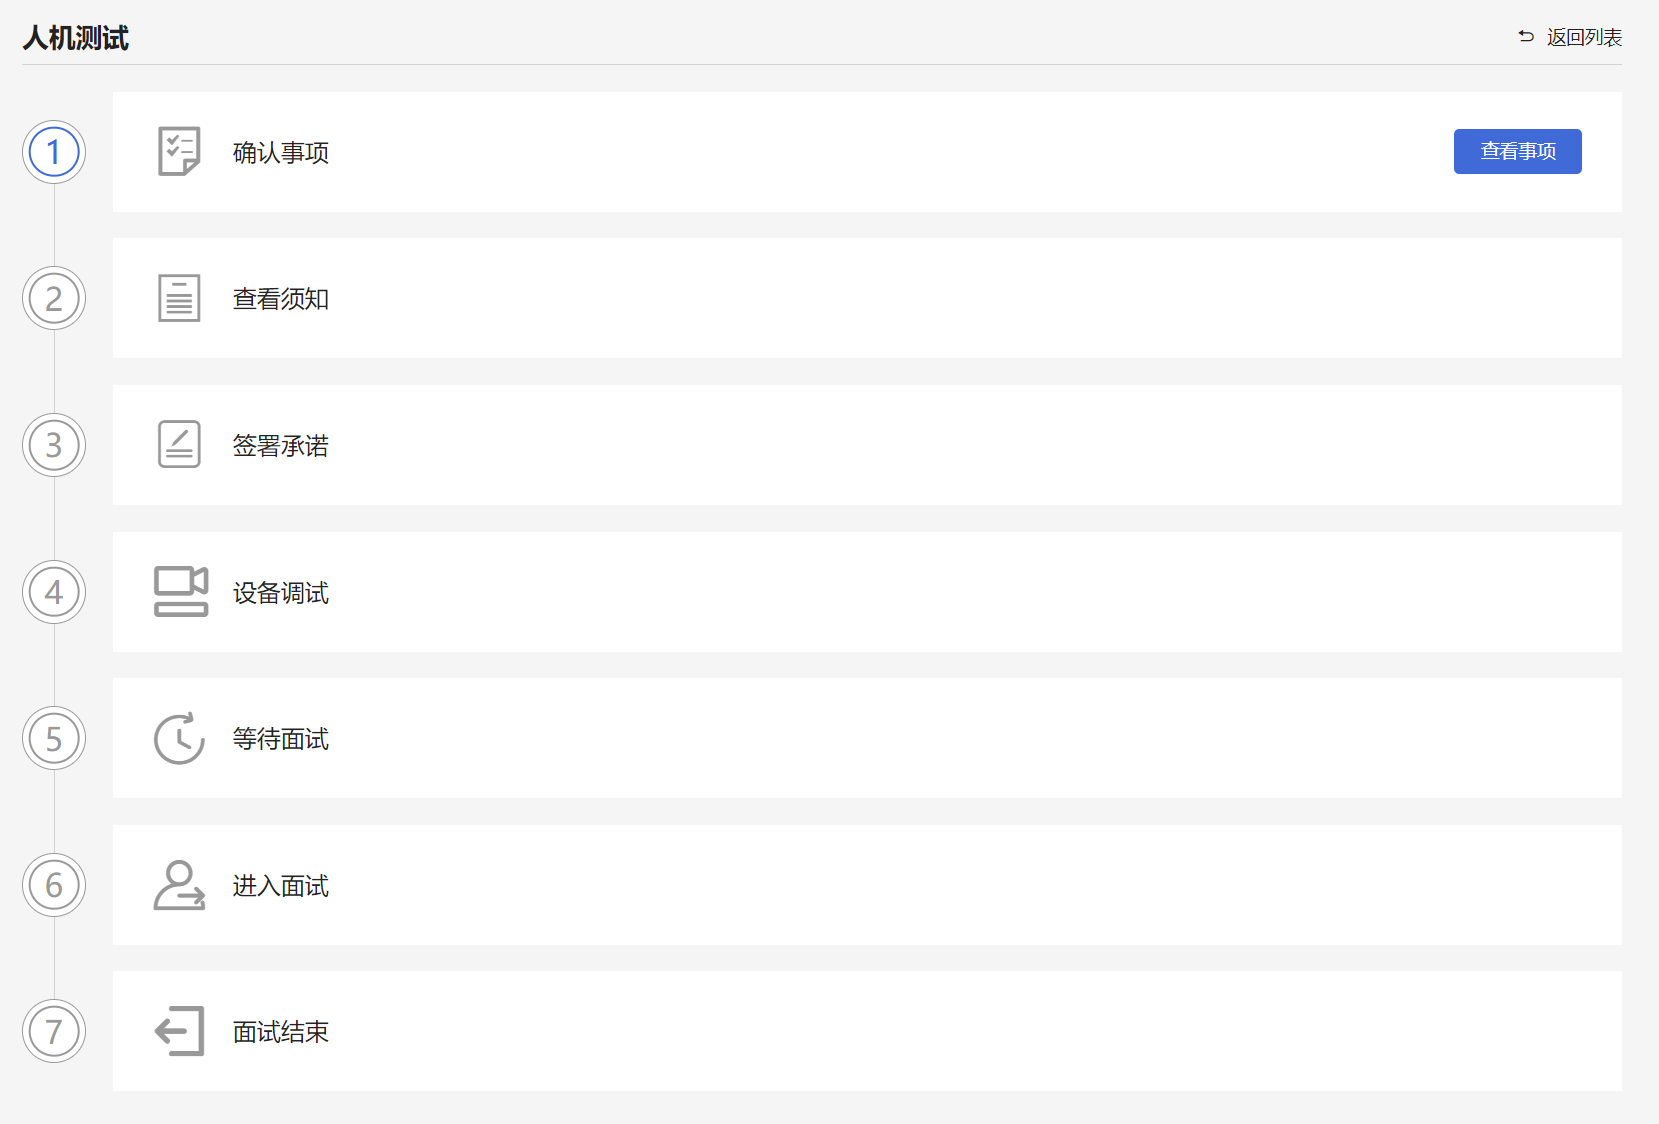 人机测试
返回列表
1
确认事项
查看事项
2
查看须知
3
签署承诺
4
设备调试
5
等待面试
6
进入面试
7
面试结束